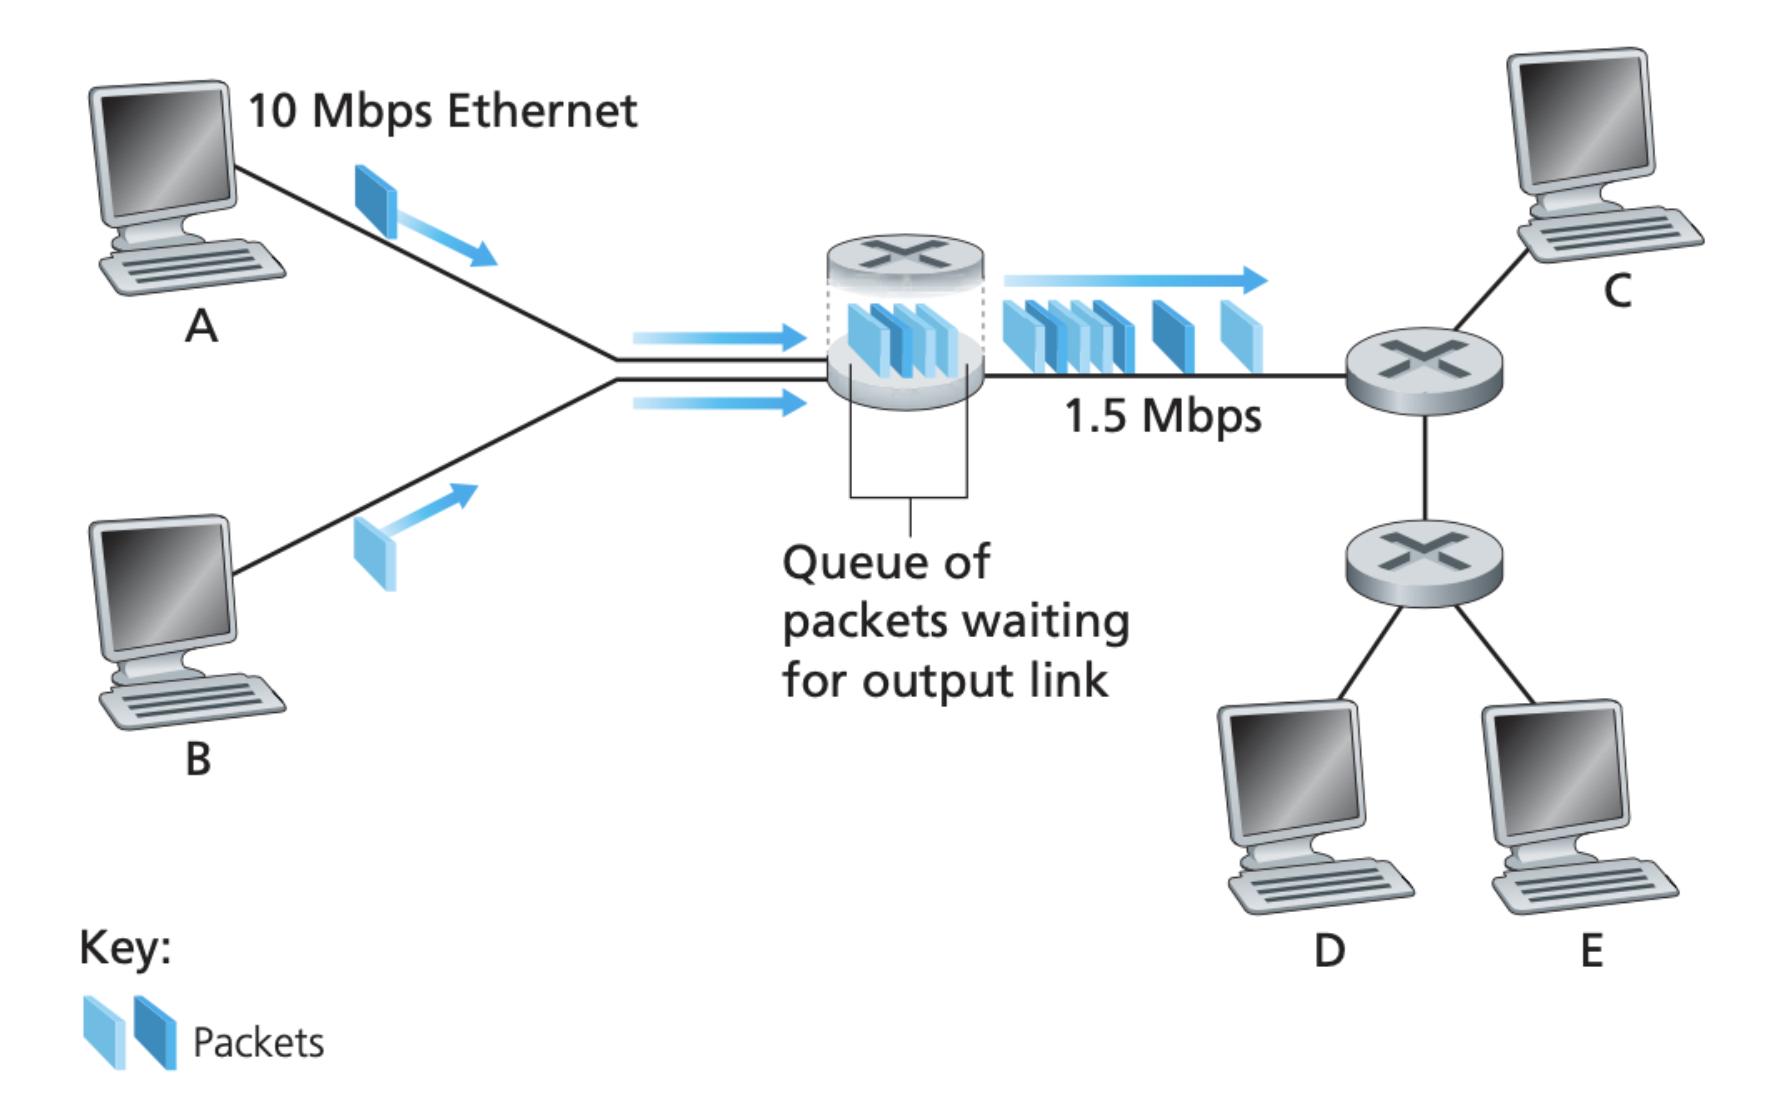 10 Mbps Ethernet
A
C
1.5 Mbps
B
Queue of
packets waiting
for output link
D
E
Key:
Packets